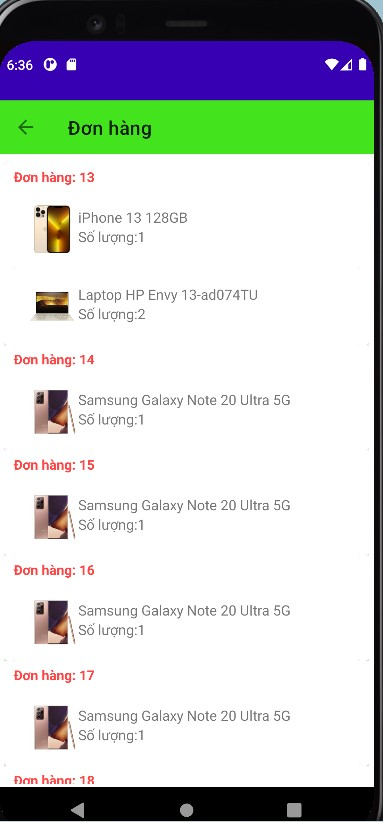 6:36
Đơn hàng
Đơn hàng: 13
iPhone 13 128GB
Số lượng:1
Laptop HP Envy 13-ad074TU
Số lượng:2
Đơn hàng: 14
Samsung Galaxy Note 20 Ultra 5G
Số lượng:1
Đơn hàng: 15
Samsung Galaxy Note 20 Ultra 5G
Số lượng:1
Đơn hàng: 16
Samsung Galaxy Note 20 Ultra 5G
Số lượng:1
Đơn hàng: 17
Samsung Galaxy Note 20 Ultra 5G
Số lượng:1
Đơn hàng: 18